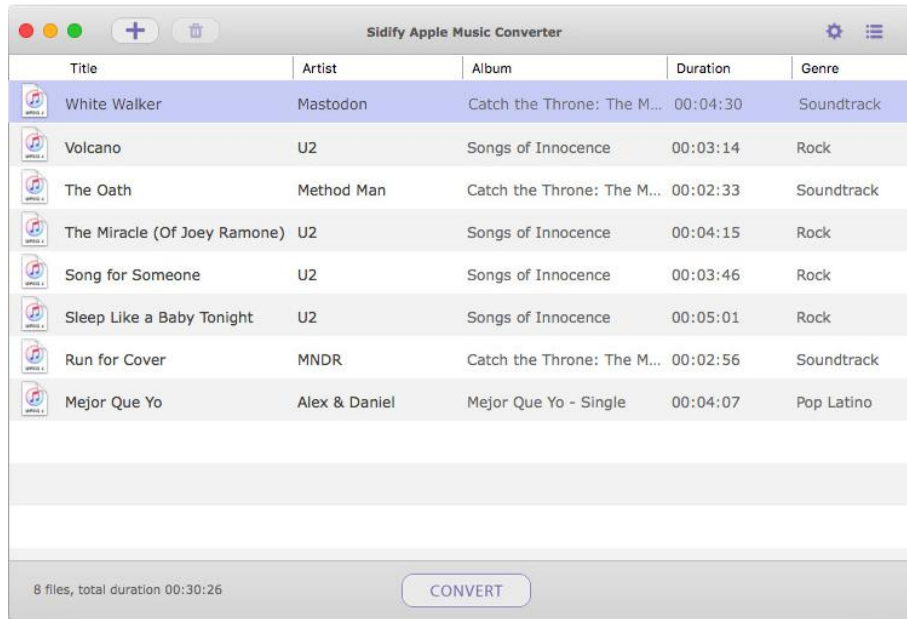 Sidify Apple Music Converter
Title Artist Album Duration Genre
White Walker Mastodon Catch the Throne: The M... 00:04:30 Soundtrack
Volcano U2 Songs of Innocence 00:03:14 Rock
The Oath Method Man Catch the Throne: The M... 00:02:33 Soundtrack
The Miracle (Of Joey Ramone) U2 Songs of Innocence 00:04:15 Rock
Song for Someone U2 Songs of Innocence 00:03:46 Rock
Sleep Like a Baby Tonight U2 Songs of Innocence 00:05:01 Rock
Run for Cover MNDR Catch the Throne: The M... 00:02:56 Soundtrack
Mejor Que Yo Alex & Daniel Mejor Que Yo - Single 00:04:07 Pop Latino
8 files, total duration 00:30:26 CONVERT